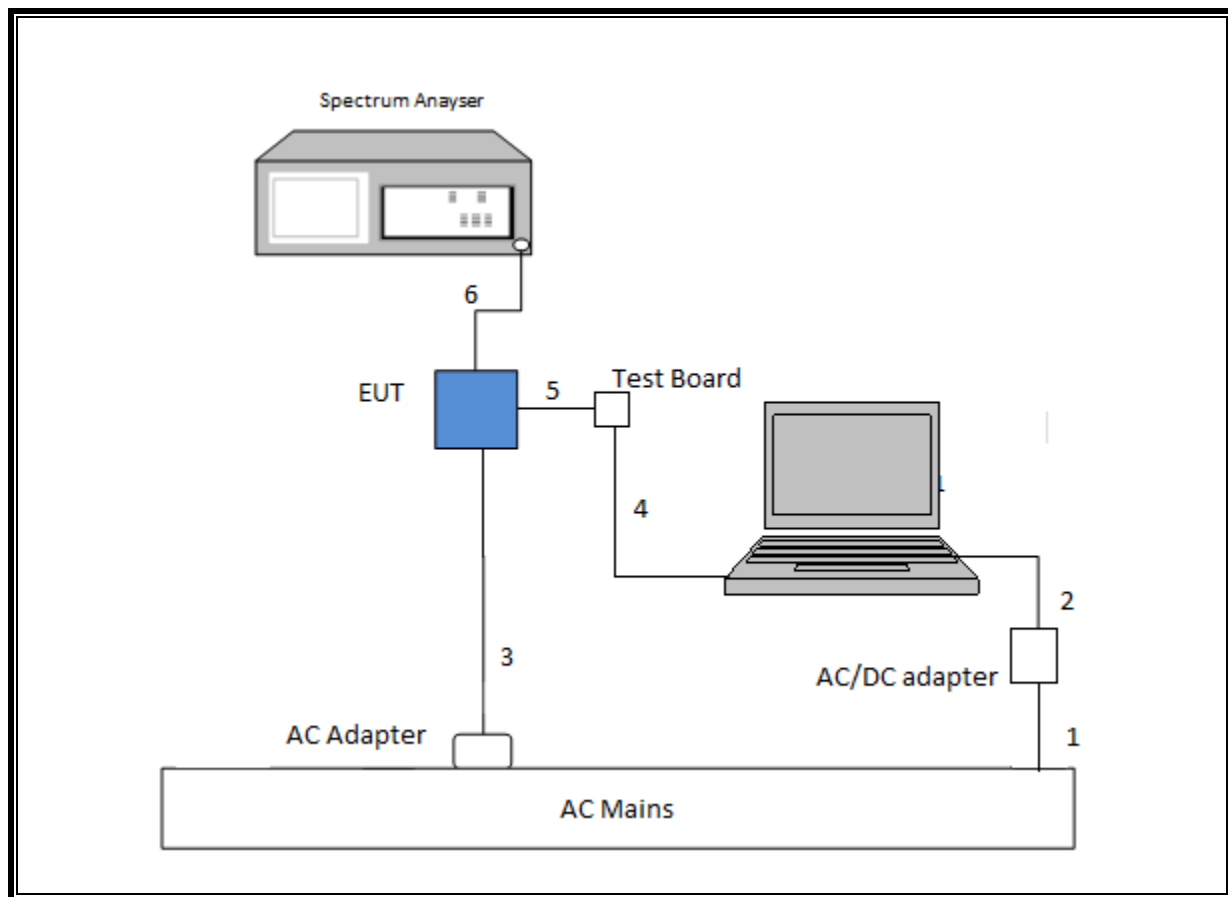 Spectrum Anayser
6
EUT
5
Test Board
4
2
3
AC/DC adapter
AC Adapter
1
AC Mains